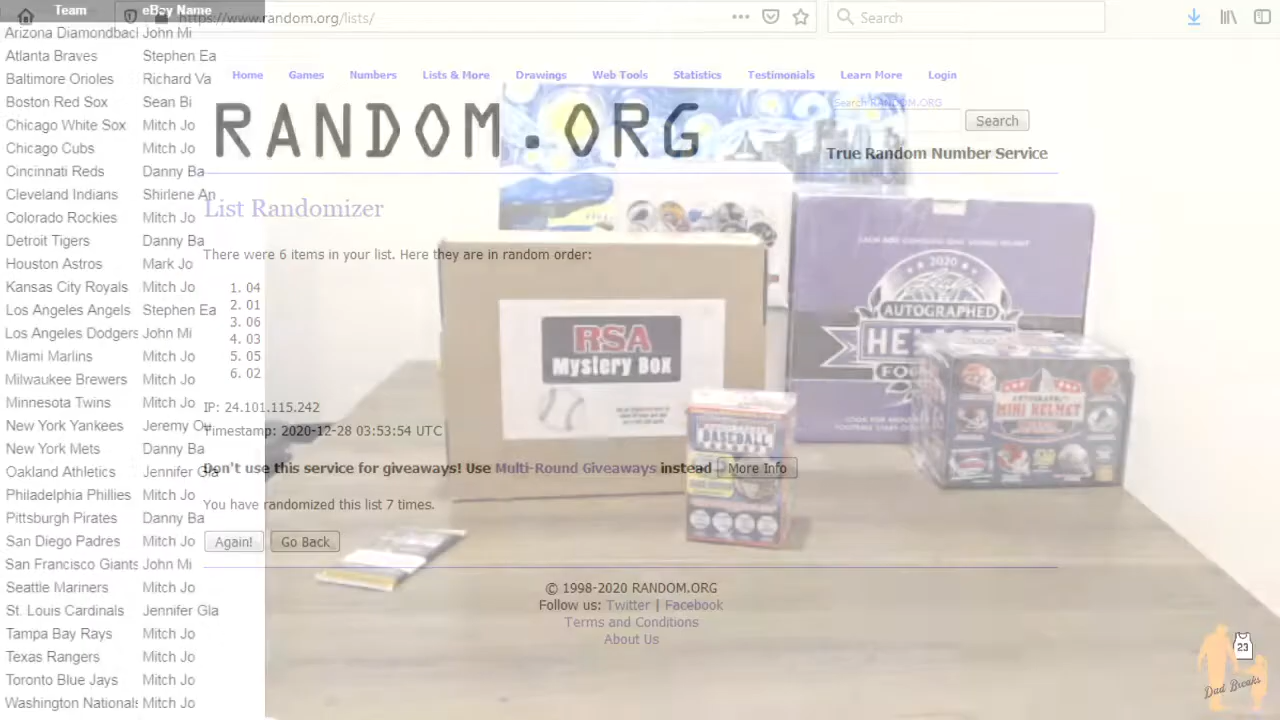 Team eBay Name
Arizona Diamondbac John Mi
Atlanta Braves Stephen Ea
Baltimore Orioles Richard Va
Boston Red Sox Sean Bi
Chicago White Sox Mitch Jo
Chicago Cubs Mitch Jo
Cincinnati Reds Danny Ba
Cleveland Indians Shirlene An
Colorado Rockies Mitch Jo
Detroit Tigers Danny Ba
Houston Astros Mark Jo
Kansas City Royals Mitch Jo
Los Angeles Angels Stephen Ea
Los Angeles Dodgers John Mi
Miami Marlins Mitch Jo
Milwaukee Brewers Mitch Jo
Minnesota Twins Mitch Jo
New York Yankees Jeremy Ou
New York Mets Danny Ba
Oakland Athletics Jennifer Gla
Philadelphia Phillies Mitch Jo
Pittsburgh Pirates Danny Ba
San Diego Padres Mitch Jo
San Francisco Giants John Mi
Seattle Mariners Mitch Jo
St. Louis Cardinals Jennifer Gla
Tampa Bay Rays Mitch Jo
Texas Rangers Mitch Jo
Toronto Blue Jays Mitch Jo
Washington Nationals Mitch Jo
https://www.random.org/lists/
Search
Home Games Numbers Lists & More Drawings Web Tools Statistics Testimonials Learn More Login
RANDOM.ORG
Search RANDOM.ORG
Search
True Random Number Service
List Randomizer
There were 6 items in your list. Here they are in random order:
1. 04
2. 01
3. 06
4. 03
5. 05
6. 02
IP: 24.101.115.242
Timestamp: 2020-12-28 03:53:54 UTC
Don't use this service for giveaways! Use Multi-Round Giveaways instead More Info
You have randomized this list 7 times.
Again! Go Back
© 1998-2020 RANDOM.ORG
Follow us: Twitter | Facebook
Terms and Conditions
About Us
RSA
Mystery Box
2020
AUTOGRAPHED
AUTOGRAPHED
MINI HELMET
BASEBALL
23
Dad Breaks